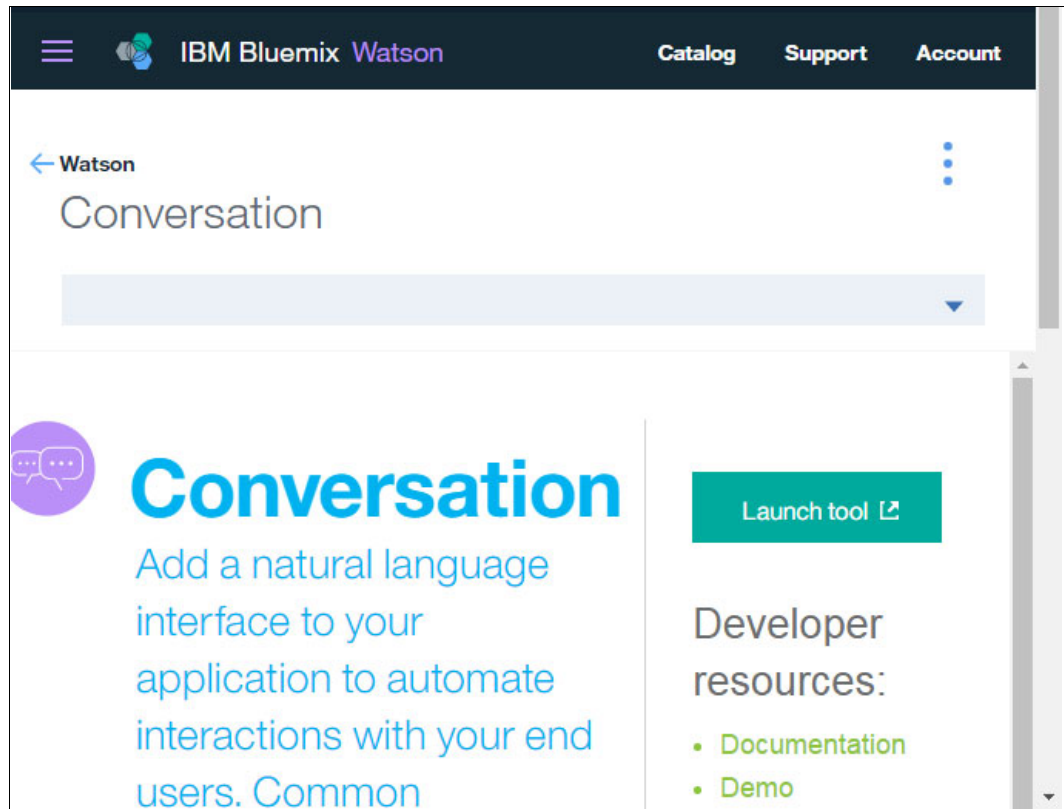 IBM Bluemix Watson Catalog Support Account
Watson
Conversation
Conversation
Add a natural language
interface to your
application to automate
interactions with your end
users. Common
Launch tool
Developer
resources:
• Documentation
• Demo